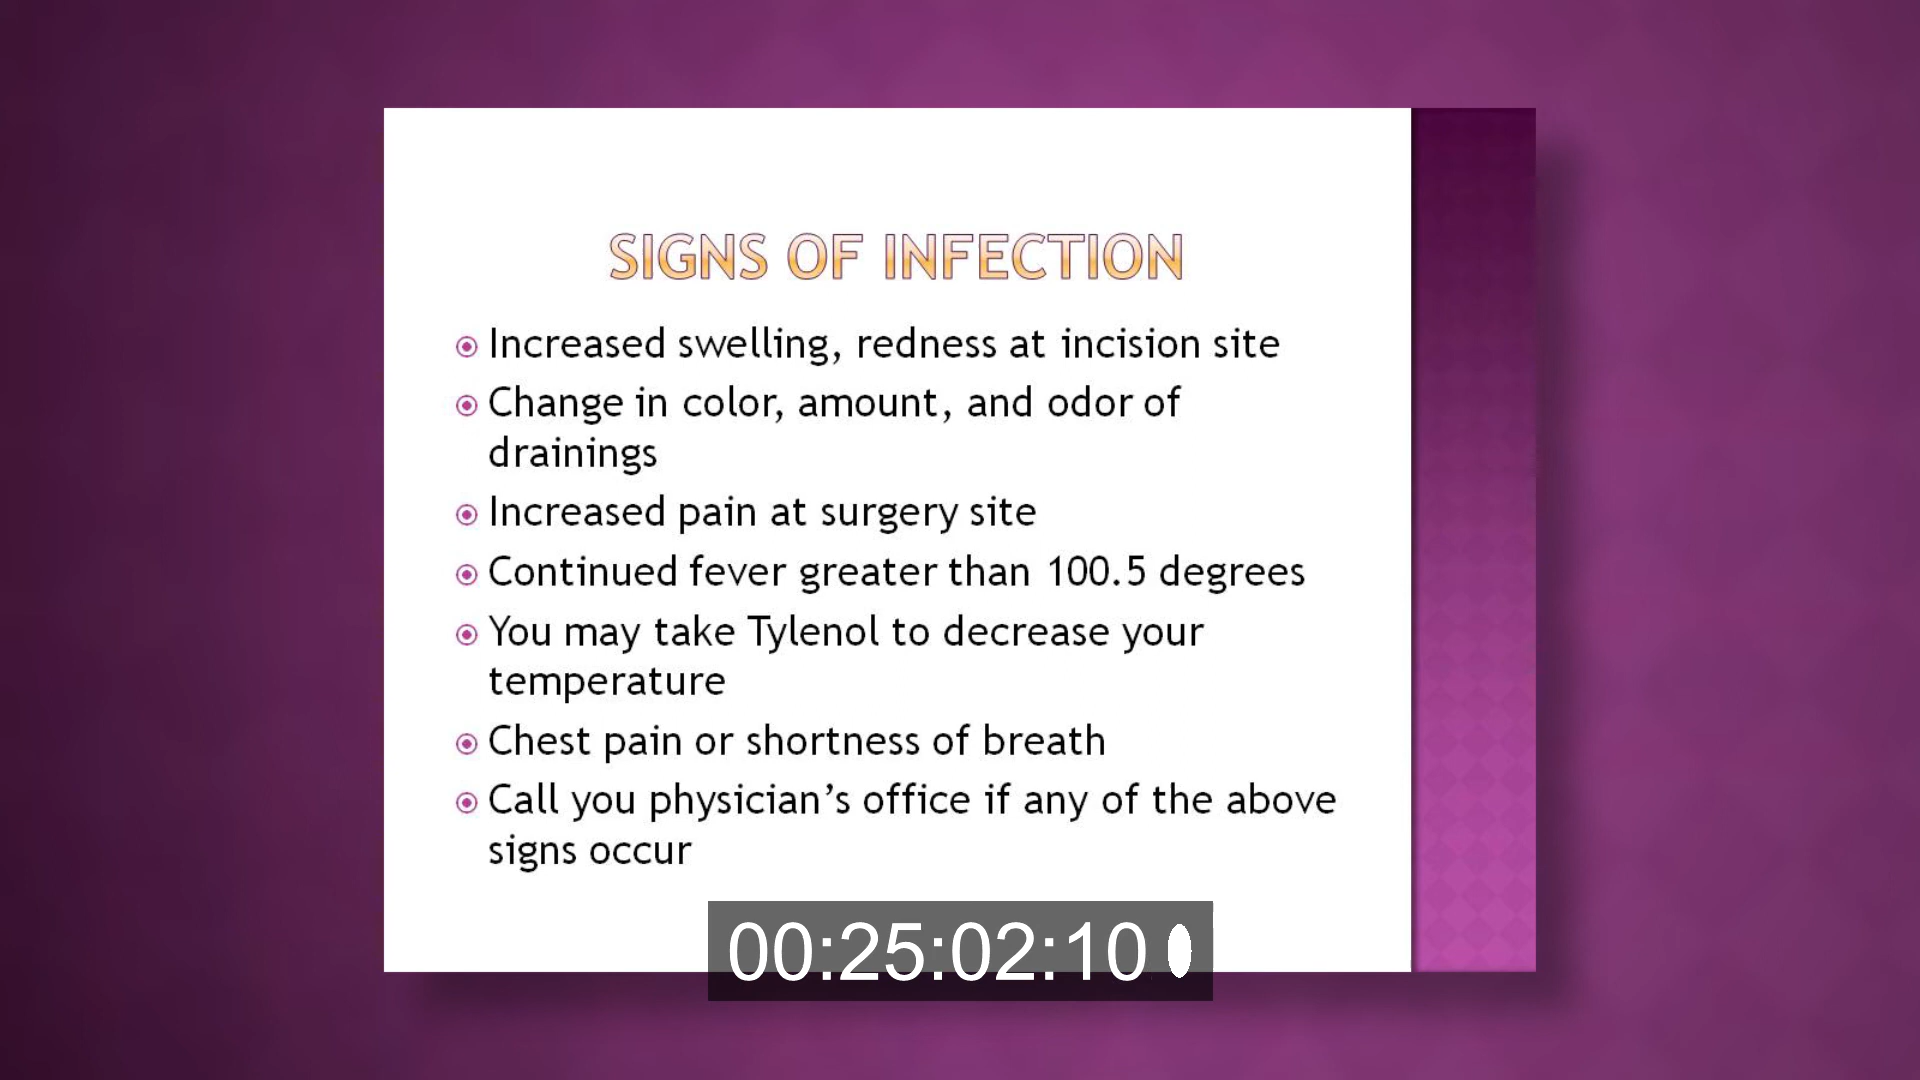 SIGNS OF INFECTION
Increased swelling, redness at incision site
Change in color, amount, and odor of
drainings
Increased pain at surgery site
Continued fever greater than 100.5 degrees
You may take Tylenol to decrease your
temperature
Chest pain or shortness of breath
Call you physician’s office if any of the above
signs occur
00:25:02:10